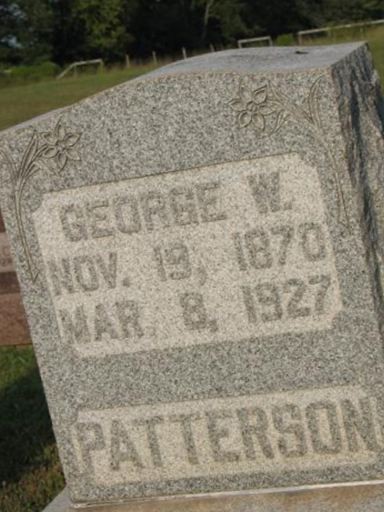 GEORGE W.
NOV. 19, 1870
MAR. 8, 1927
PATTERSON